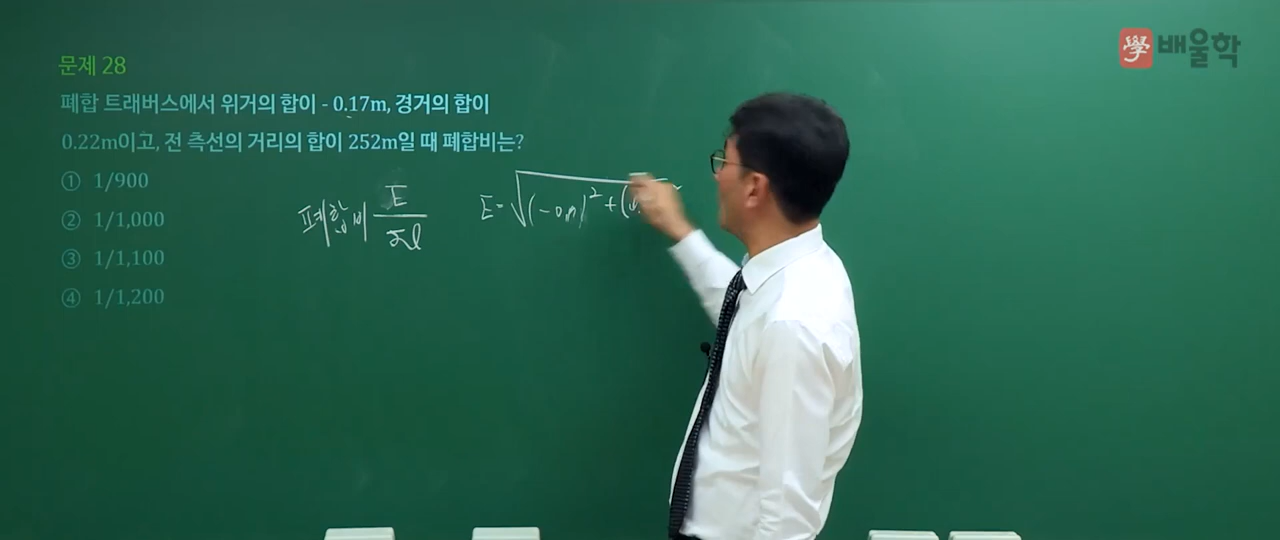 學 배울학
문제 28
폐합 트래버스에서 위거의 합이 - 0.17m, 경거의 합이
0.22m이고, 전 측선의 거리의 합이 252m일 때 폐합비는?
① 1/900
② 1/1,000
③ 1/1,100
④ 1/1,200
폐합비 E/Σl
E = √(-0.17)² + (0.